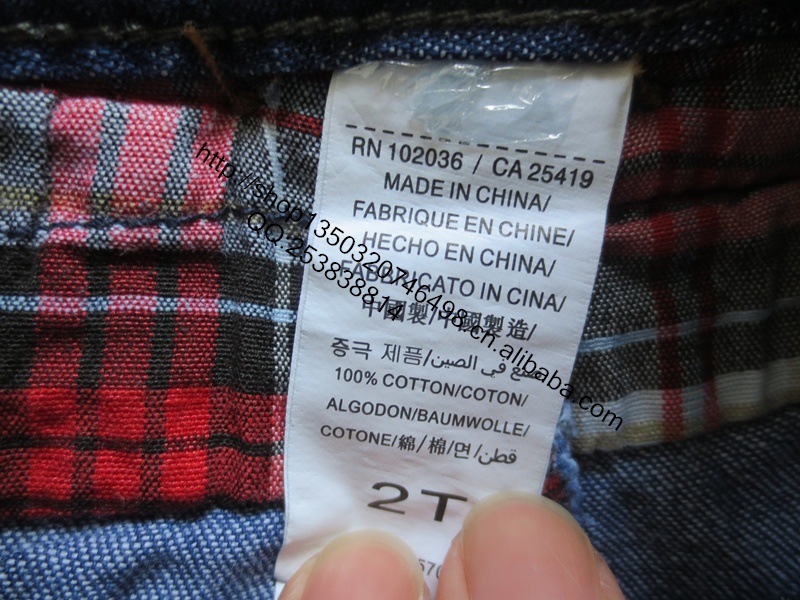 RN 102036 / CA 25419
MADE IN CHINA/
FABRIQUE EN CHINE/
HECHO EN CHINA/
FABBRICATO IN CINA/
中國製/中國製造/
중극 제품/صنع في الصين/
100% COTTON/COTON/
ALGODON/BAUMWOLLE/
COTONE/綿/棉/면/قطن
2T
570
http://shop1350320746498.cn.alibaba.com
QQ:253838814